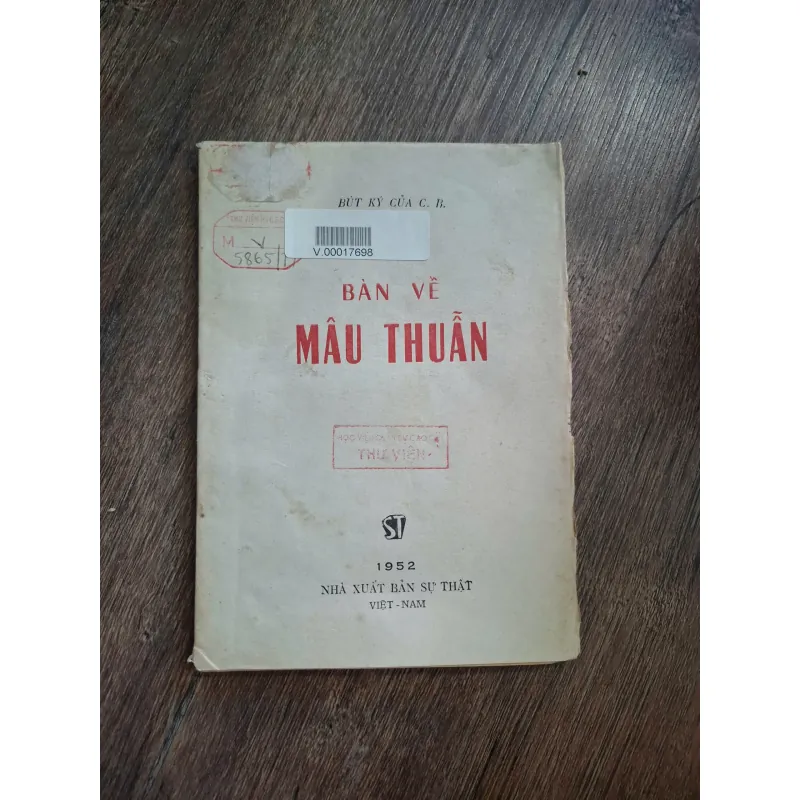 BÚT KÝ CỦA C. B.
M V
5865/1
V.00017698
BÀN VỀ
MÂU THUẪN
THƯ VIỆN
ST
1952
NHÀ XUẤT BẢN SỰ THẬT
VIỆT-NAM